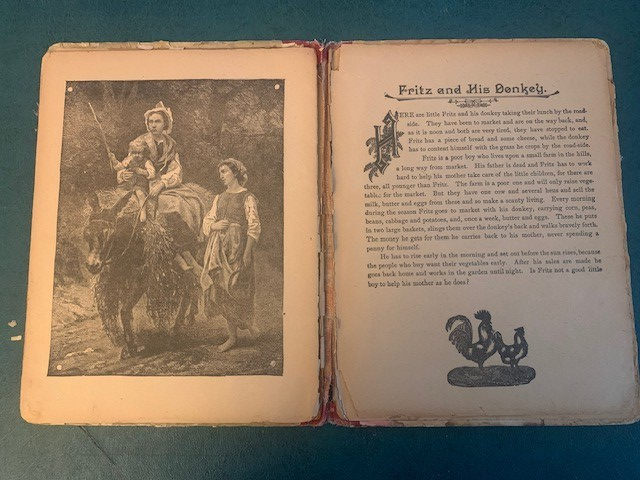 Fritz and His Donkey.
HERE are little Fritz and his donkey taking their lunch by the road-
side. They have been to market and are on the way back, and,
as it is noon and both are very tired, they have stopped to eat.
Fritz has a piece of bread and some cheese, while the donkey
has to content himself with the grass he crops by the road-side.
Fritz is a poor boy who lives upon a small farm in the hills,
a long way from market. His father is dead and Fritz has to work
hard to help his mother take care of the little children, for there are
three, all younger than Fritz. The farm is a poor one and will only raise vege-
tables for the market. But they have one cow and several hens and sell the
milk, butter and eggs from these and so make a scanty living. Every morning
during the season Fritz goes to market with his donkey, carrying corn, peas,
beans, cabbage and potatoes, and, once a week, butter and eggs. These he puts
in two large baskets, slings them over the donkey's back and walks bravely forth.
The money he gets for them he carries back to his mother, never spending a
penny for himself.
He has to rise early in the morning and set out before the sun rises, because
the people who buy want their vegetables early. After his sales are made he
goes back home and works in the garden until night. Is Fritz not a good little
boy to help his mother as he does?